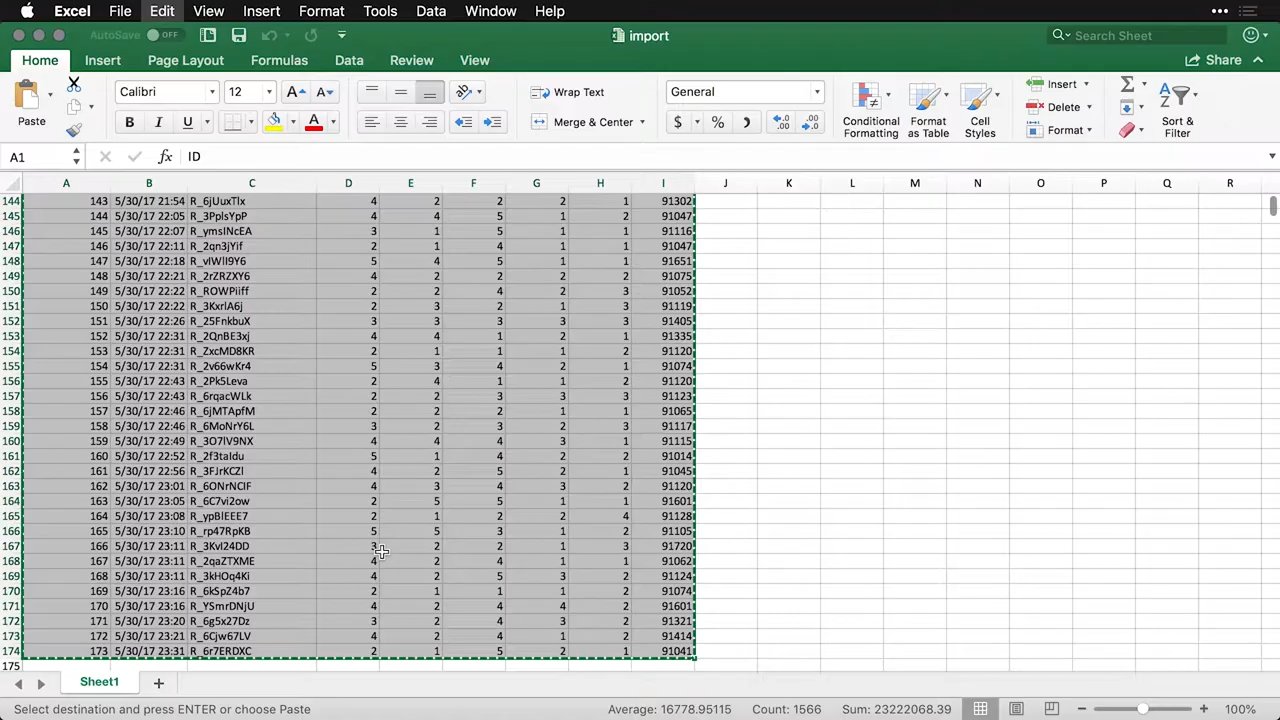 Excel File Edit View Insert Format Tools Data Window Help
AutoSave OFF import Search Sheet
Home Insert Page Layout Formulas Data Review View Share
Paste Calibri 12 A A Wrap Text General Conditional Formatting Format as Table Cell Styles Insert Delete Format Sort & Filter
B I U A Merge & Center $ % ,
A1 fx ID
A B C D E F G H I J K L M N O P Q R
144 143 5/30/17 21:54 R_6jUuxTlx 4 2 2 2 1 91302
145 144 5/30/17 22:05 R_3PplsYpP 4 4 5 1 2 91047
146 145 5/30/17 22:07 R_ymsINcEA 3 1 5 1 1 91116
147 146 5/30/17 22:11 R_2qn3jYif 2 1 4 1 1 91047
148 147 5/30/17 22:18 R_vIWlI9Y6 5 4 5 1 2 91651
149 148 5/30/17 22:21 R_2rZRZXY6 4 2 2 2 2 91075
150 149 5/30/17 22:22 R_ROWPiiff 2 2 4 2 3 91052
151 150 5/30/17 22:22 R_3KxrlA6j 2 3 2 1 3 91119
152 151 5/30/17 22:26 R_25FnkbuX 3 3 3 3 3 91405
153 152 5/30/17 22:31 R_2QnBE3xj 4 4 1 2 1 91335
154 153 5/30/17 22:31 R_ZxcMD8KR 2 1 1 1 2 91120
155 154 5/30/17 22:31 R_2v66wKr4 5 3 4 2 1 91074
156 155 5/30/17 22:43 R_2Pk5Leva 2 4 1 1 2 91120
157 156 5/30/17 22:43 R_6rqacWLk 2 2 3 3 3 91123
158 157 5/30/17 22:46 R_6jMTApfM 2 2 2 2 1 91065
159 158 5/30/17 22:46 R_6MoNrY6L 3 2 2 3 3 91117
160 159 5/30/17 22:49 R_3O7lV9NX 4 4 4 3 1 91115
161 160 5/30/17 22:52 R_2f3taIdu 5 1 4 2 2 91014
162 161 5/30/17 22:56 R_3FJrKCZl 4 2 5 2 1 91045
163 162 5/30/17 23:01 R_6ONrNCIF 4 3 4 3 2 91120
164 163 5/30/17 23:05 R_6C7vi2ow 2 5 5 1 1 91601
165 164 5/30/17 23:08 R_ypBlEEE7 2 1 2 2 4 91128
166 165 5/30/17 23:10 R_rp47RpKB 5 5 3 1 2 91105
167 166 5/30/17 23:11 R_3KvI24DD 2 2 1 3 91720
168 167 5/30/17 23:11 R_2qaZTXME 4 2 4 1 1 91062
169 168 5/30/17 23:11 R_3kHOq4Ki 4 2 5 3 2 91124
170 169 5/30/17 23:16 R_6kSpZ4b7 2 1 1 1 2 91074
171 170 5/30/17 23:16 R_YSmrDNjU 4 2 4 4 2 91601
172 171 5/30/17 23:20 R_6g5x27Dz 3 2 4 3 2 91321
173 172 5/30/17 23:21 R_6Cjw67LV 4 2 4 1 2 91414
174 173 5/30/17 23:31 R_6r7ERDXC 2 1 5 2 1 91041
175
Sheet1
Select destination and press ENTER or choose Paste Average: 16778.95115 Count: 1566 Sum: 23222068.39 100%